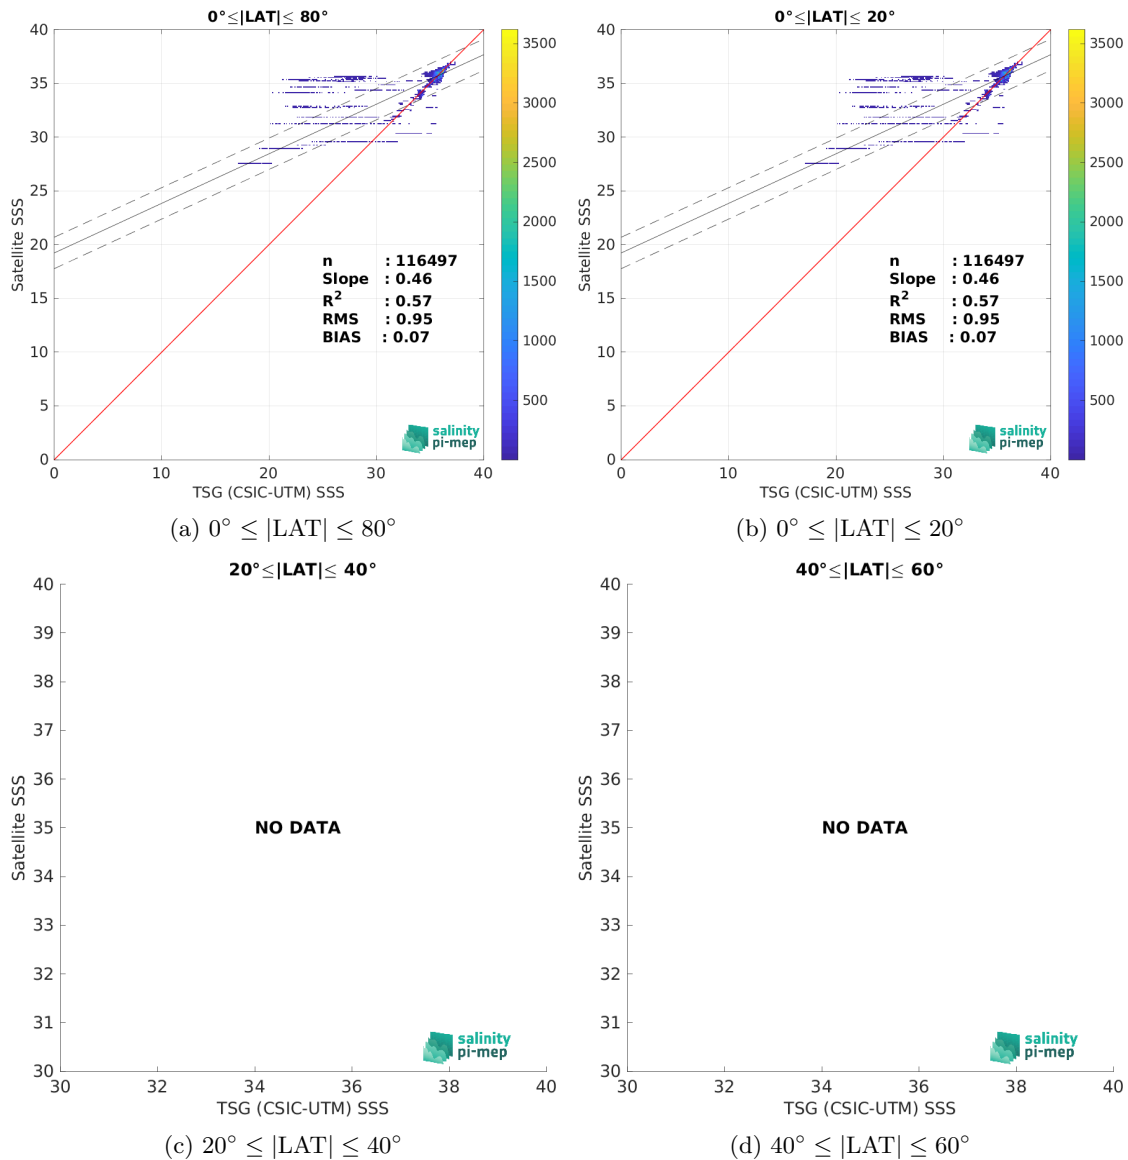 0°≤|LAT|≤ 80°
40
35
30
25
20
15
10
5
0
Satellite SSS
n : 116497
Slope : 0.46
R² : 0.57
RMS : 0.95
BIAS : 0.07
salinity
pi-mep
0 10 20 30 40
TSG (CSIC-UTM) SSS
3500
3000
2500
2000
1500
1000
500
(a) 0° ≤ |LAT| ≤ 80°
0°≤|LAT|≤ 20°
40
35
30
25
20
15
10
5
0
Satellite SSS
n : 116497
Slope : 0.46
R² : 0.57
RMS : 0.95
BIAS : 0.07
salinity
pi-mep
0 10 20 30 40
TSG (CSIC-UTM) SSS
3500
3000
2500
2000
1500
1000
500
(b) 0° ≤ |LAT| ≤ 20°
20°≤|LAT|≤ 40°
40
39
38
37
36
35
34
33
32
31
30
Satellite SSS
NO DATA
salinity
pi-mep
30 32 34 36 38 40
TSG (CSIC-UTM) SSS
(c) 20° ≤ |LAT| ≤ 40°
40°≤|LAT|≤ 60°
40
39
38
37
36
35
34
33
32
31
30
Satellite SSS
NO DATA
salinity
pi-mep
30 32 34 36 38 40
TSG (CSIC-UTM) SSS
(d) 40° ≤ |LAT| ≤ 60°